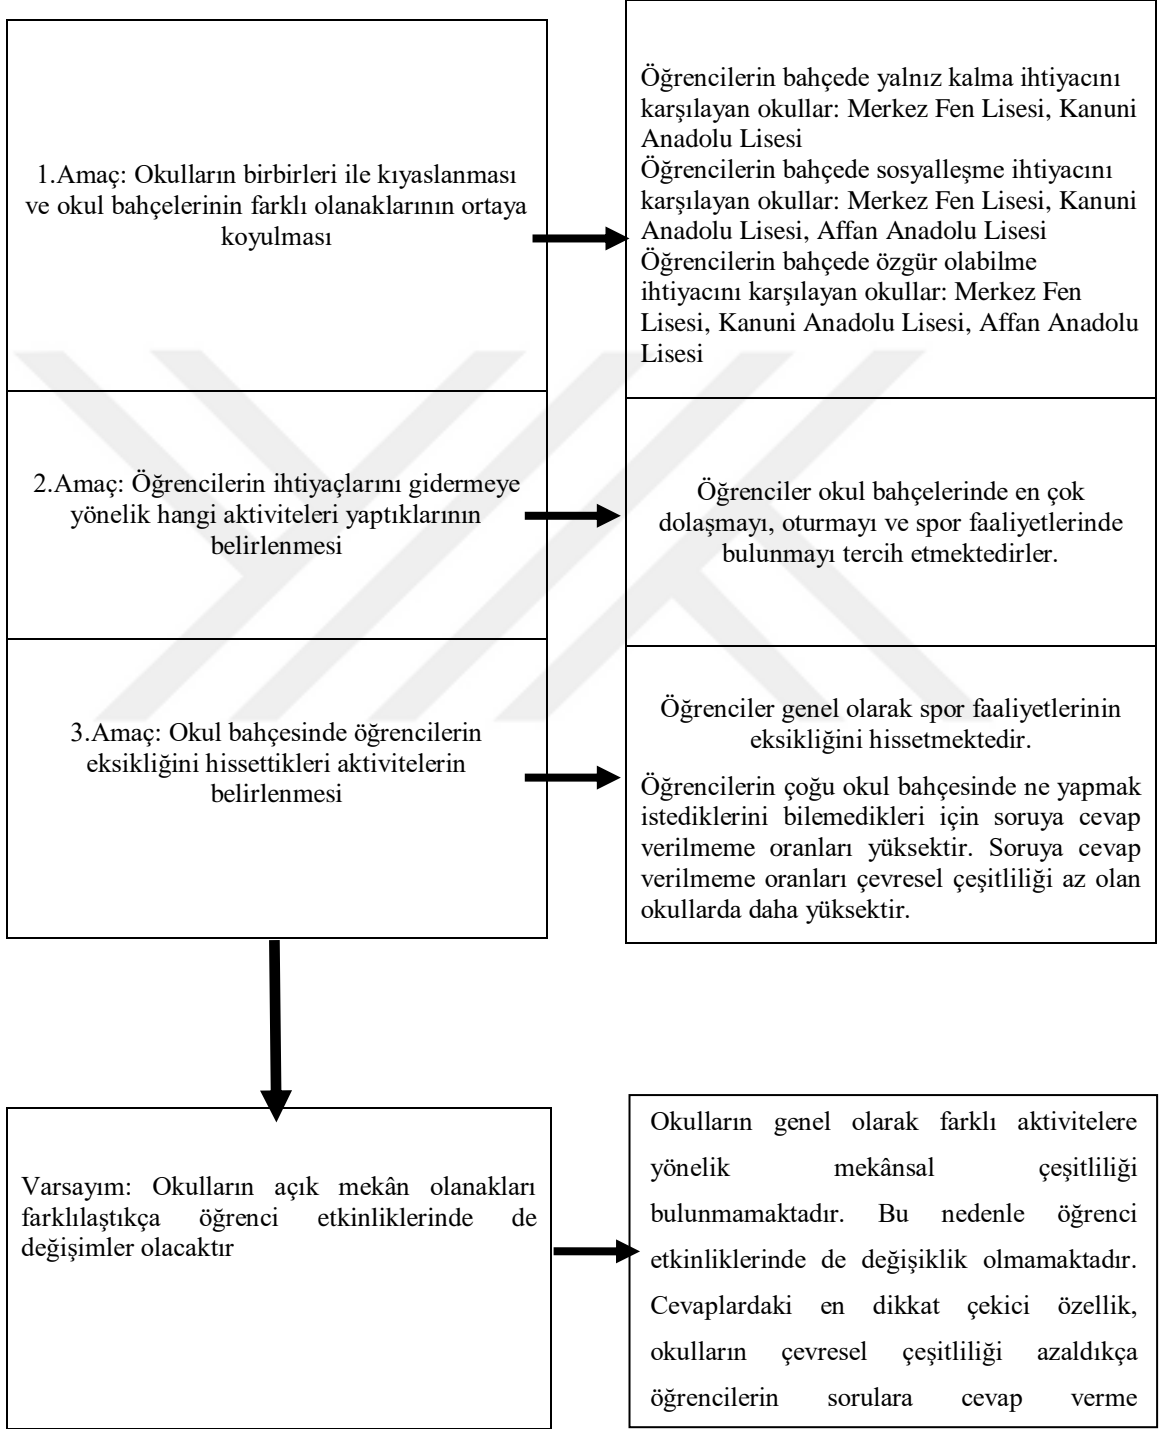 1.Amaç: Okulların birbirleri ile kıyaslanması
ve okul bahçelerinin farklı olanaklarının ortaya
koyulması
Öğrencilerin bahçede yalnız kalma ihtiyacını
karşılayan okullar: Merkez Fen Lisesi, Kanuni
Anadolu Lisesi
Öğrencilerin bahçede sosyalleşme ihtiyacını
karşılayan okullar: Merkez Fen Lisesi, Kanuni
Anadolu Lisesi, Affan Anadolu Lisesi
Öğrencilerin bahçede özgür olabilme
ihtiyacını karşılayan okullar: Merkez Fen
Lisesi, Kanuni Anadolu Lisesi, Affan Anadolu
Lisesi
2.Amaç: Öğrencilerin ihtiyaçlarını gidermeye
yönelik hangi aktiviteleri yaptıklarının
belirlenmesi
Öğrenciler okul bahçelerinde en çok
dolaşmayı, oturmayı ve spor faaliyetlerinde
bulunmayı tercih etmektedirler.
3.Amaç: Okul bahçesinde öğrencilerin
eksikliğini hissettikleri aktivitelerin
belirlenmesi
Öğrenciler genel olarak spor faaliyetlerinin
eksikliğini hissetmektedir.
Öğrencilerin çoğu okul bahçesinde ne yapmak
istediklerini bilemedikleri için soruya cevap
verilmeme oranları yüksektir. Soruya cevap
verilmeme oranları çevresel çeşitliliği az olan
okullarda daha yüksektir.
Varsayım: Okulların açık mekân olanakları
farklılaştıkça öğrenci etkinliklerinde de
değişimler olacaktır
Okulların genel olarak farklı aktivitelere
yönelik mekânsal çeşitliliği
bulunmamaktadır. Bu nedenle öğrenci
etkinliklerinde de değişiklik olmamaktadır.
Cevaplardaki en dikkat çekici özellik,
okulların çevresel çeşitliliği azaldıkça
öğrencilerin sorulara cevap verme